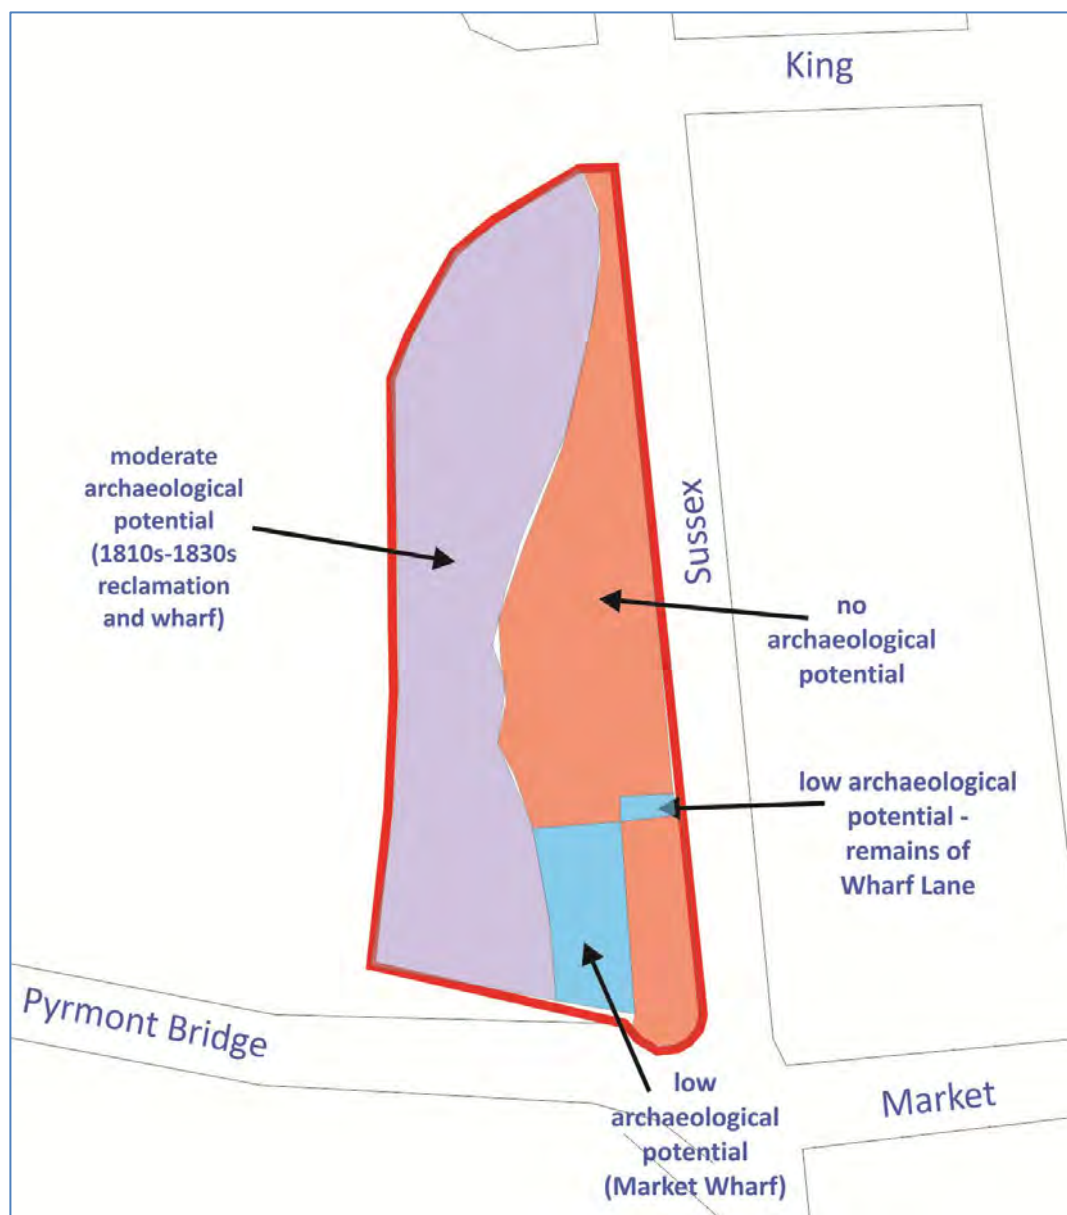 King
moderate
archaeological
potential
(1810s-1830s
reclamation
and wharf)
Sussex
no
archaeological
potential
low archaeological
potential -
remains of
Wharf Lane
Pyrmont Bridge
low
archaeological
potential
(Market Wharf)
Market